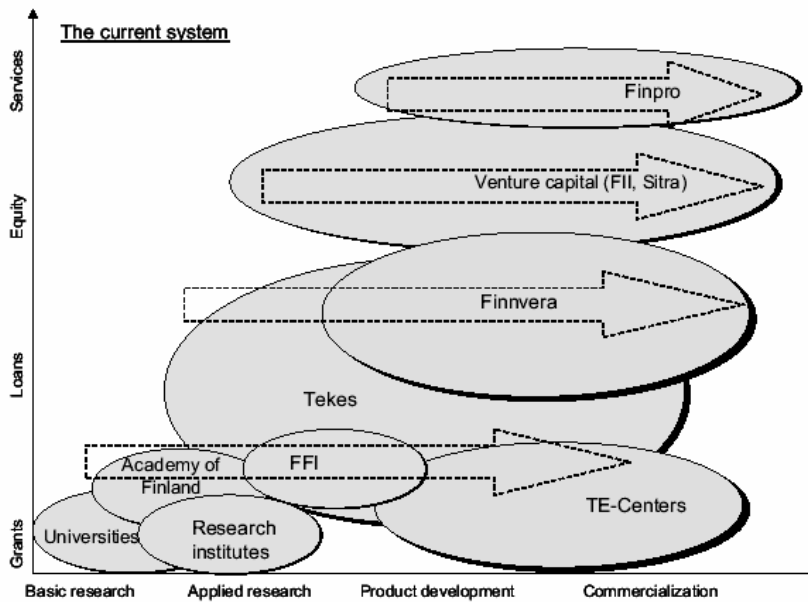 The current system
Services
Finpro
Equity
Venture capital (FII, Sitra)
Finnvera
Loans
Tekes
Academy of
Finland
FFI
Grants
Universities
Research
institutes
TE-Centers
Basic research
Applied research
Product development
Commercialization